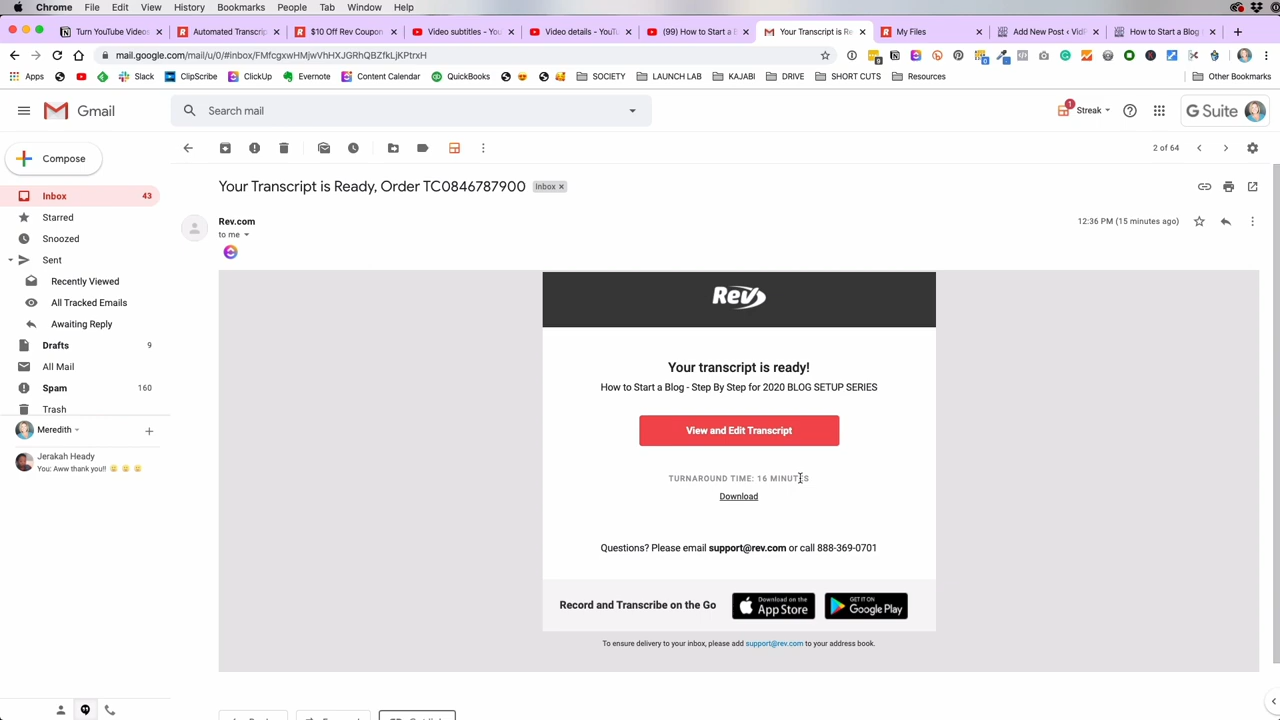 Chrome File Edit View History Bookmarks People Tab Window Help
Turn YouTube Videos Automated Transcrip $10 Off Rev Coupon Video subtitles - You Video details - YouTu (99) How to Start a B Your Transcript is Re My Files Add New Post ‹ VidF How to Start a Blog
mail.google.com/mail/u/0/#inbox/FMfcgxwHMjwVhHXJGRhQBZfkLjKPtrxH
Apps Slack ClipScribe ClickUp Evernote Content Calendar QuickBooks SOCIETY LAUNCH LAB KAJABI DRIVE SHORT CUTS Resources Other Bookmarks
Gmail Search mail 1 Streak G Suite
Compose 2 of 64
Your Transcript is Ready, Order TC0846787900 Inbox x
Inbox 43
Starred
Snoozed
Sent
Recently Viewed
All Tracked Emails
Awaiting Reply
Drafts 9
All Mail
Spam 160
Trash
Meredith
Jerakah Heady
You: Aww thank you!!
Rev.com 12:36 PM (15 minutes ago)
to me
Rev
Your transcript is ready!
How to Start a Blog - Step By Step for 2020 BLOG SETUP SERIES
View and Edit Transcript
TURNAROUND TIME: 16 MINUTES
Download
Questions? Please email support@rev.com or call 888-369-0701
Record and Transcribe on the Go Download on the App Store GET IT ON Google Play
To ensure delivery to your inbox, please add support@rev.com to your address book.